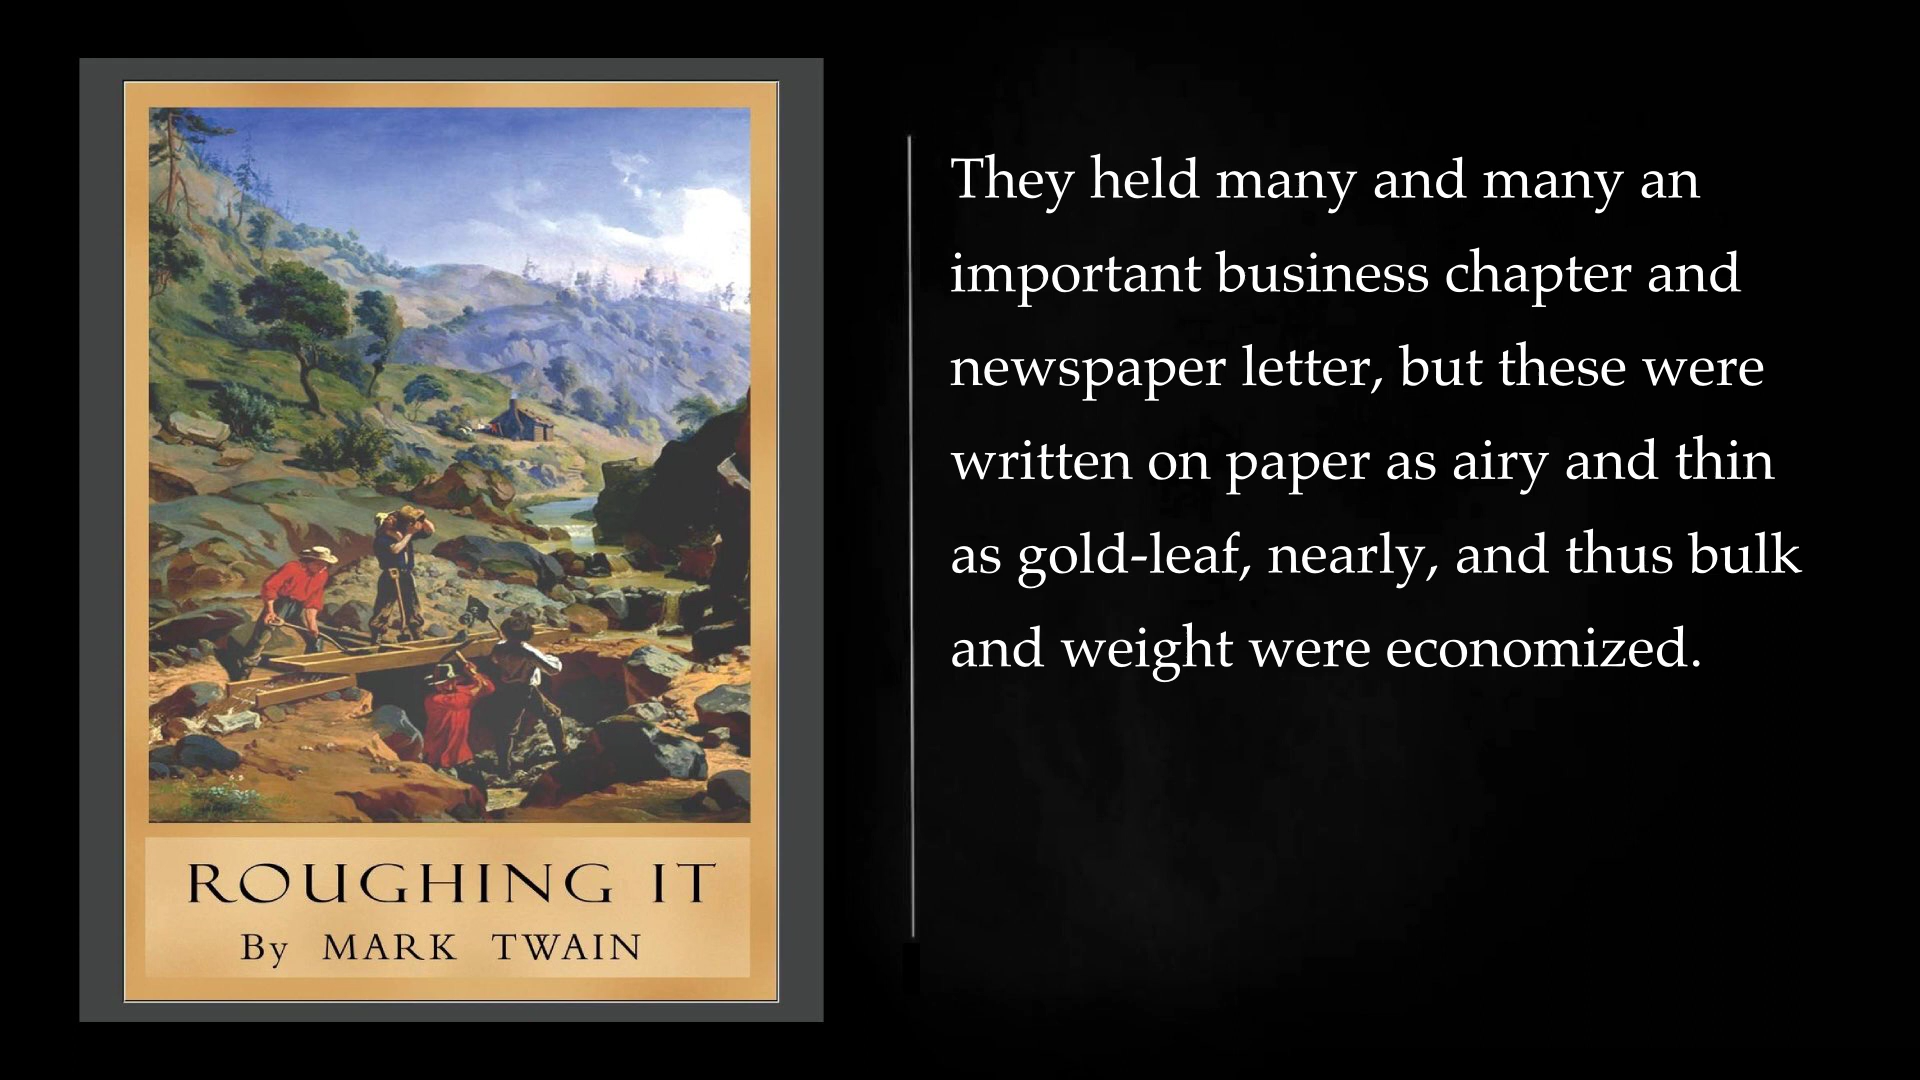 ROUGHING IT
By MARK TWAIN
They held many and many an
important business chapter and
newspaper letter, but these were
written on paper as airy and thin
as gold-leaf, nearly, and thus bulk
and weight were economized.